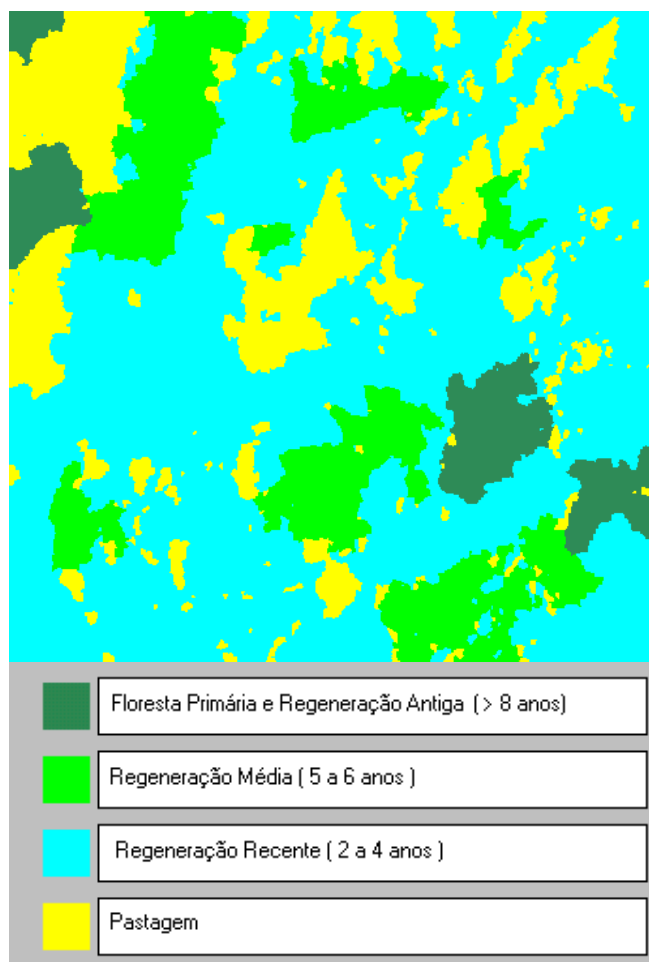 Floresta Primária e Regeneração Antiga ( > 8 anos)
Regeneração Média ( 5 a 6 anos )
Regeneração Recente ( 2 a 4 anos )
Pastagem